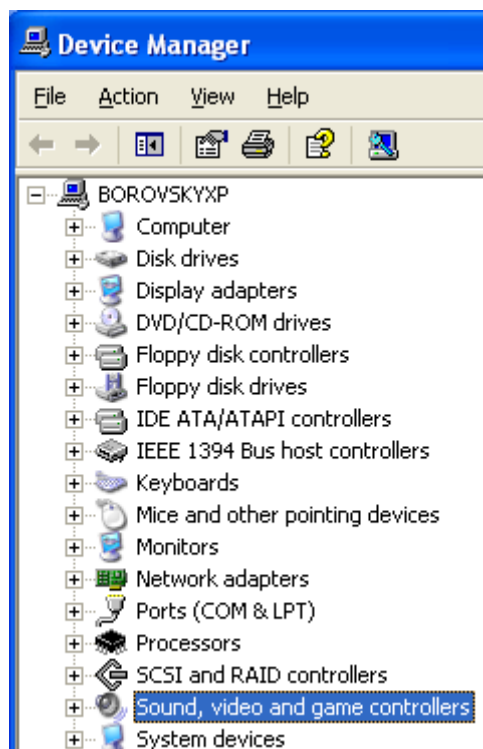 Device Manager
File Action View Help
BOROVSKYXP
Computer
Disk drives
Display adapters
DVD/CD-ROM drives
Floppy disk controllers
Floppy disk drives
IDE ATA/ATAPI controllers
IEEE 1394 Bus host controllers
Keyboards
Mice and other pointing devices
Monitors
Network adapters
Ports (COM & LPT)
Processors
SCSI and RAID controllers
Sound, video and game controllers
System devices